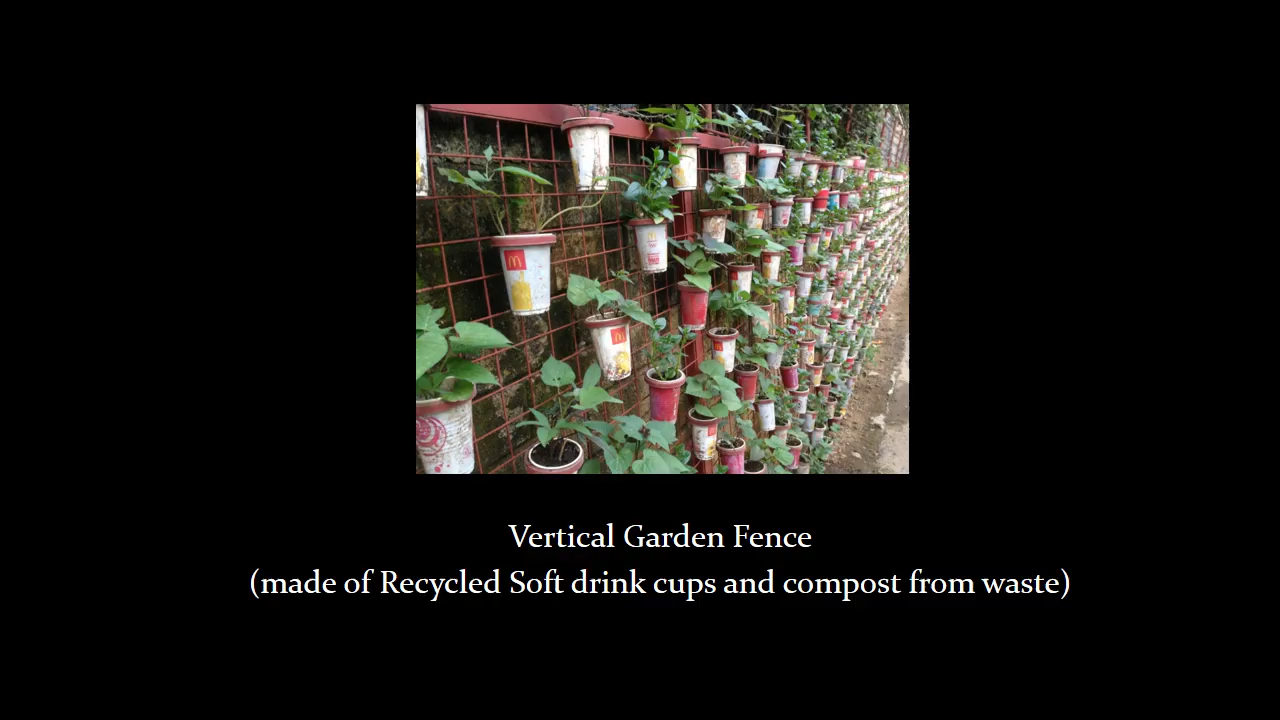 Vertical Garden Fence
(made of Recycled Soft drink cups and compost from waste)